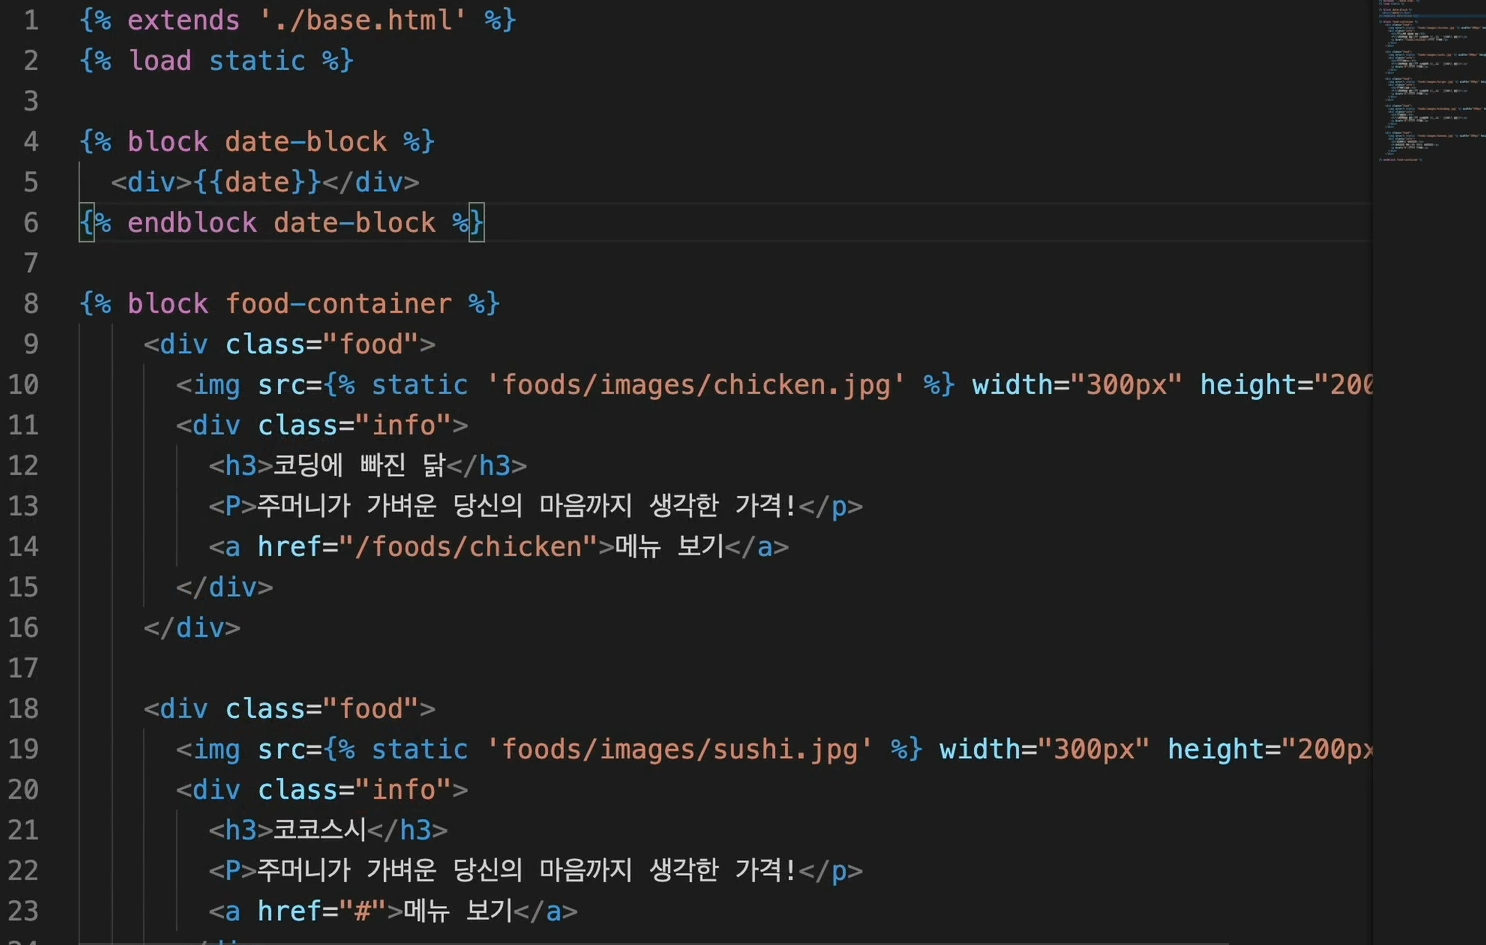 1 {% extends './base.html' %}
2 {% load static %}
3
4 {% block date-block %}
5 <div>{{date}}</div>
6 {% endblock date-block %}
7
8 {% block food-container %}
9 <div class="food">
10 <img src={% static 'foods/images/chicken.jpg' %} width="300px" height="200
11 <div class="info">
12 <h3>코딩에 빠진 닭</h3>
13 <P>주머니가 가벼운 당신의 마음까지 생각한 가격!</p>
14 <a href="/foods/chicken">메뉴 보기</a>
15 </div>
16 </div>
17
18 <div class="food">
19 <img src={% static 'foods/images/sushi.jpg' %} width="300px" height="200px
20 <div class="info">
21 <h3>코코스시</h3>
22 <P>주머니가 가벼운 당신의 마음까지 생각한 가격!</p>
23 <a href="#">메뉴 보기</a>